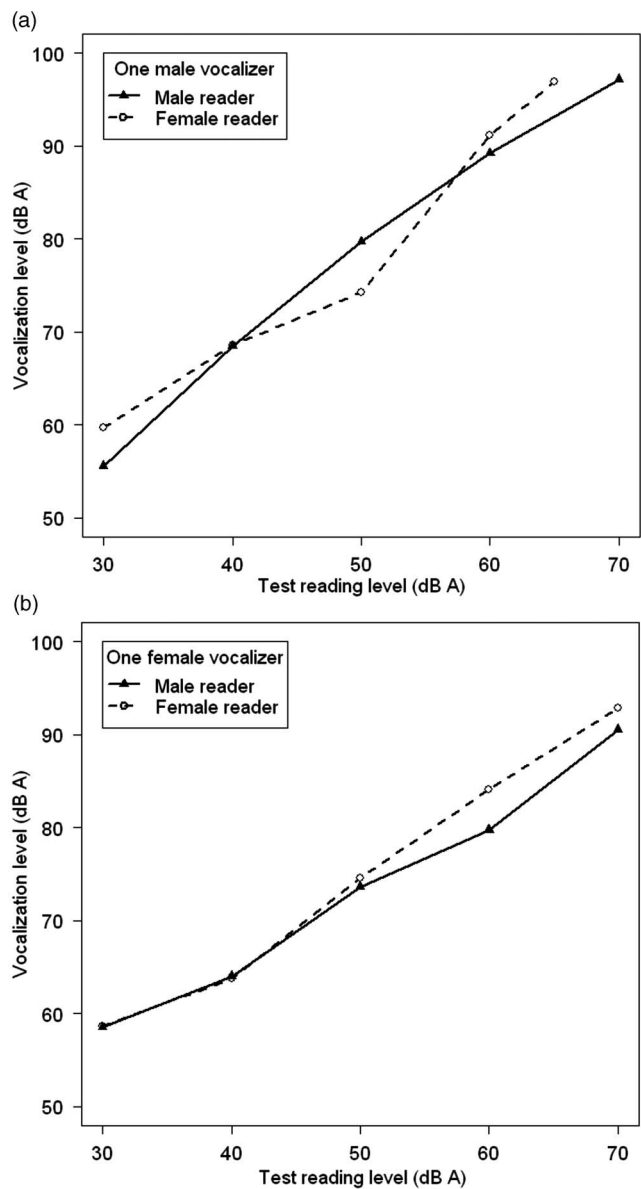 (a)
100
90
80
70
60
50
Vocalization level (dB A)
One male vocalizer
Male reader
Female reader
30 40 50 60 70
Test reading level (dB A)
(b)
100
90
80
70
60
50
Vocalization level (dB A)
One female vocalizer
Male reader
Female reader
30 40 50 60 70
Test reading level (dB A)